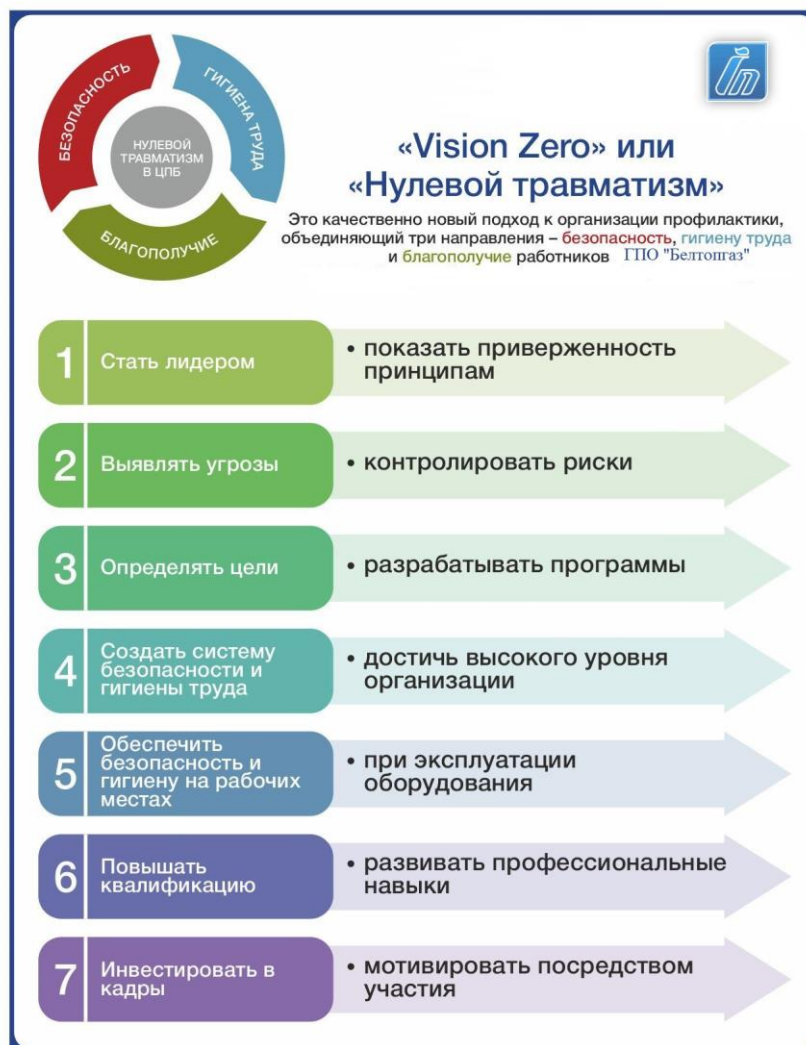 БЕЗОПАСНОСТЬ
ГИГИЕНА ТРУДА
БЛАГОПОЛУЧИЕ
НУЛЕВОЙ
ТРАВМАТИЗМ
В ЦПБ
«Vision Zero» или
«Нулевой травматизм»
Это качественно новый подход к организации профилактики,
объединяющий три направления – безопасность, гигиену труда
и благополучие работников ГПО "Белтопгаз"
1 Стать лидером
• показать приверженность
принципам
2 Выявлять угрозы
• контролировать риски
3 Определять цели
• разрабатывать программы
4 Создать систему
безопасности и
гигиены труда
• достичь высокого уровня
организации
5 Обеспечить
безопасность и
гигиену на рабочих
местах
• при эксплуатации
оборудования
6 Повышать
квалификацию
• развивать профессиональные
навыки
7 Инвестировать в
кадры
• мотивировать посредством
участия